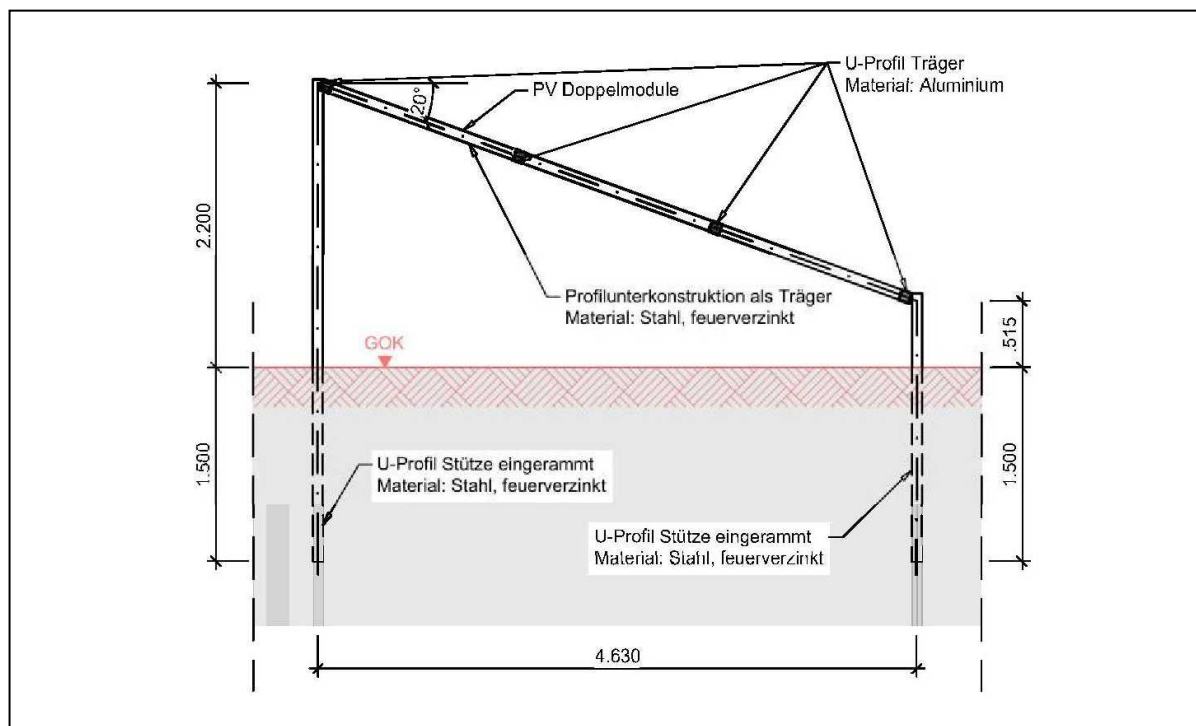 U-Profil Träger
Material: Aluminium
PV Doppelmodule
20°
2.200
Profilunterkonstruktion als Träger
Material: Stahl, feuerverzinkt
.515
GOK
1.500
U-Profil Stütze eingerammt
Material: Stahl, feuerverzinkt
1.500
U-Profil Stütze eingerammt
Material: Stahl, feuerverzinkt
4.630